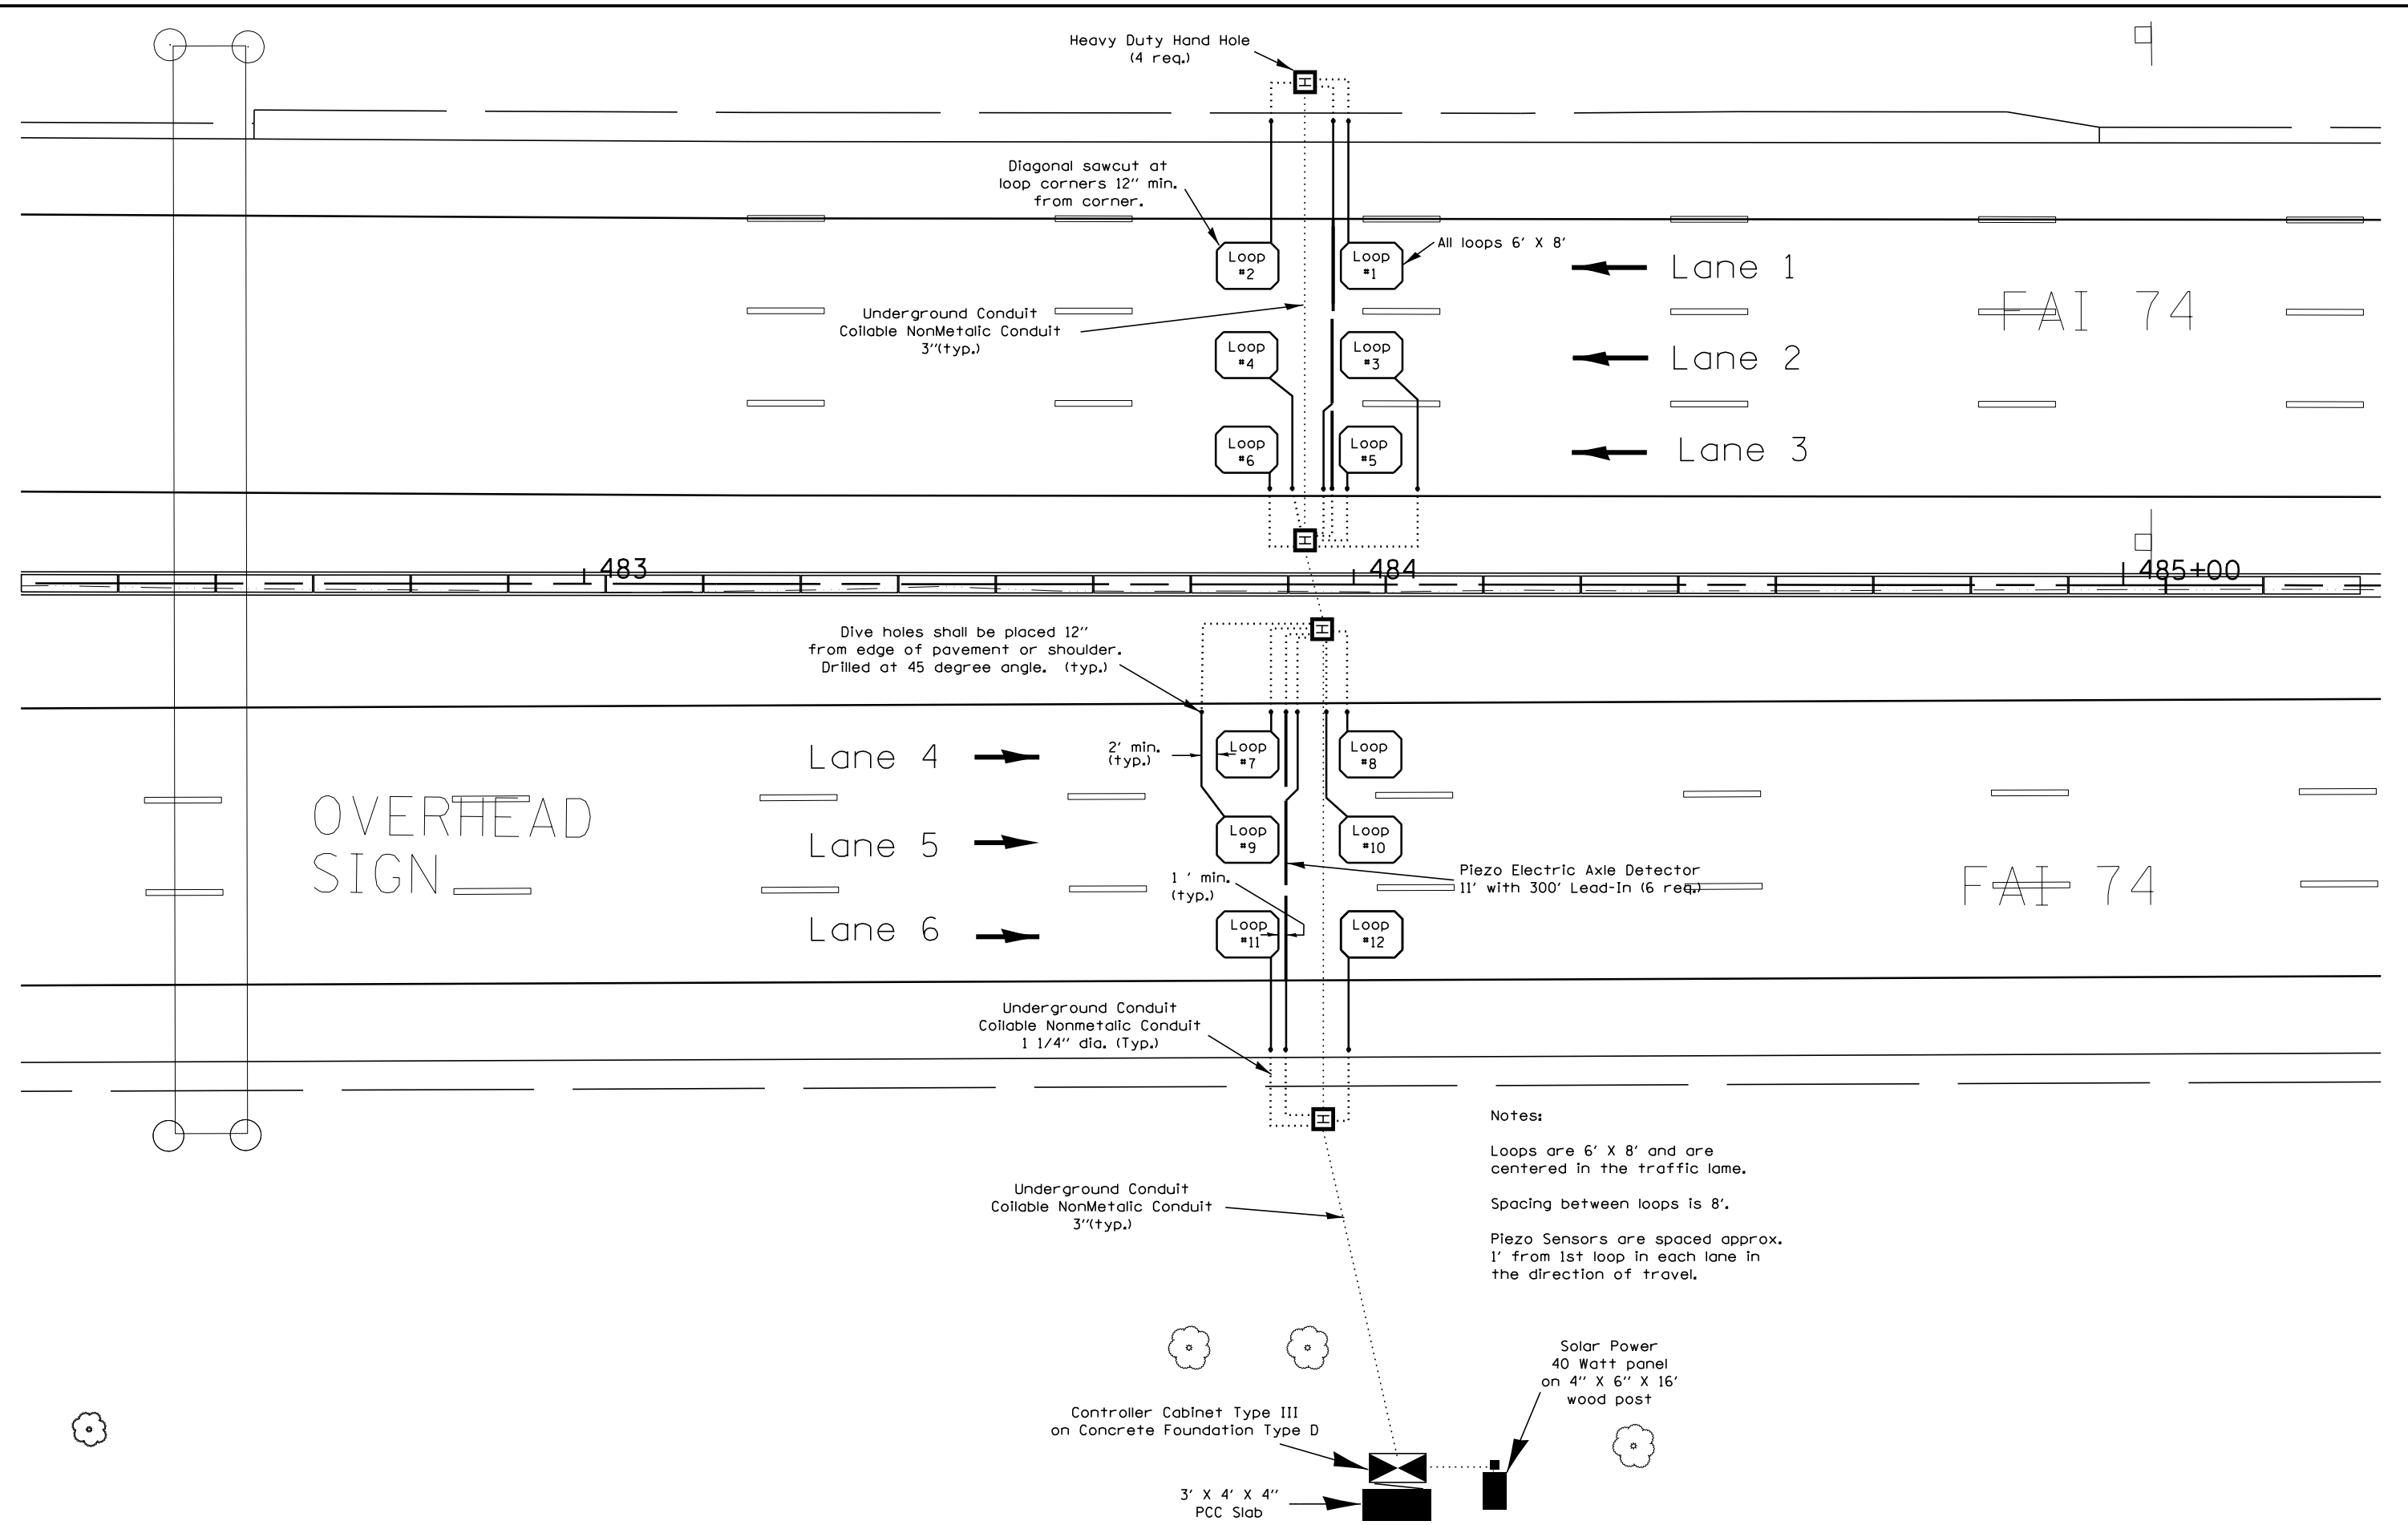 Heavy Duty Hand Hole
(4 req.)
Diagonal sawcut at
loop corners 12" min.
from corner.
All loops 6' X 8'
Loop
#2
Loop
#1
Lane 1
FAI 74
Underground Conduit
Coilable NonMetalic Conduit
3"(typ.)
Loop
#4
Loop
#3
Lane 2
Loop
#6
Loop
#5
Lane 3
483
484
485+00
Dive holes shall be placed 12"
from edge of pavement or shoulder.
Drilled at 45 degree angle. (typ.)
Lane 4
2' min.
(typ.)
Loop
#7
Loop
#8
OVERHEAD
SIGN
Lane 5
Loop
#9
Loop
#10
Piezo Electric Axle Detector
11' with 300' Lead-In (6 req.)
FAI 74
1 ' min.
(typ.)
Lane 6
Loop
#11
Loop
#12
Underground Conduit
Coilable Nonmetalic Conduit
1 1/4" dia. (Typ.)
Notes:
Loops are 6' X 8' and are
centered in the traffic lame.
Spacing between loops is 8'.
Piezo Sensors are spaced approx.
1' from 1st loop in each lane in
the direction of travel.
Underground Conduit
Coilable NonMetalic Conduit
3"(typ.)
Solar Power
40 Watt panel
on 4" X 6" X 16'
wood post
Controller Cabinet Type III
on Concrete Foundation Type D
3' X 4' X 4"
PCC Slab